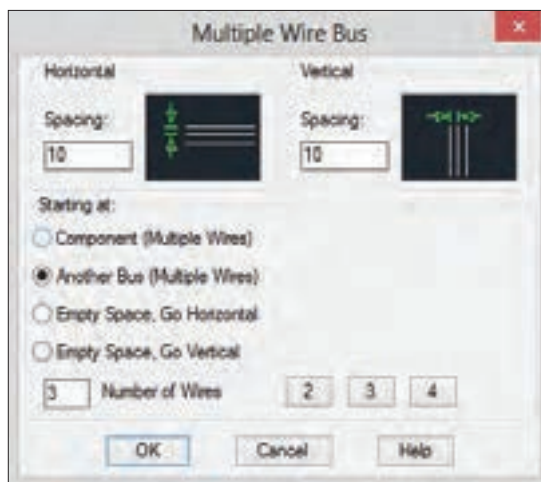 Multiple Wire Bus
Horizontal
Vertical
Spacing:
Spacing:
10
10
Starting at:
Component (Multiple Wires)
Another Bus (Multiple Wires)
Empty Space, Go Horizontal
Empty Space, Go Vertical
3 Number of Wires 2 3 4
OK Cancel Help